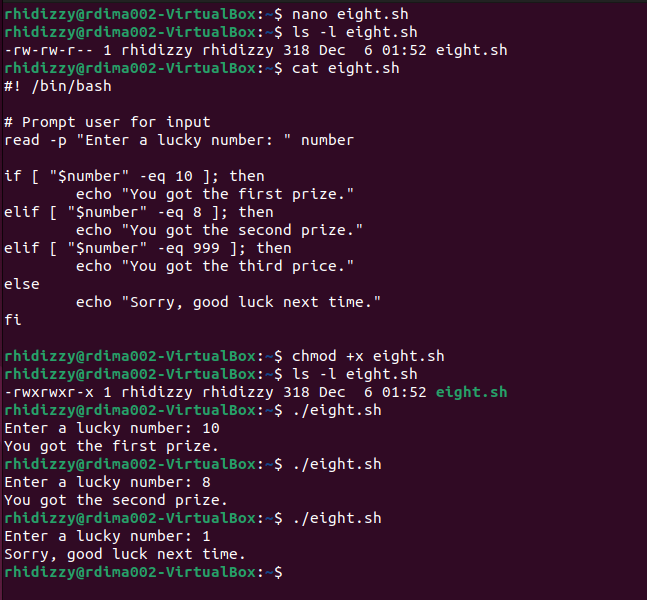 rhidizzy@rdima002-VirtualBox:~$ nano eight.sh
rhidizzy@rdima002-VirtualBox:~$ ls -l eight.sh
-rw-rw-r-- 1 rhidizzy rhidizzy 318 Dec  6 01:52 eight.sh
rhidizzy@rdima002-VirtualBox:~$ cat eight.sh
#! /bin/bash

# Prompt user for input
read -p "Enter a lucky number: " number

if [ "$number" -eq 10 ]; then
        echo "You got the first prize."
elif [ "$number" -eq 8 ]; then
        echo "You got the second prize."
elif [ "$number" -eq 999 ]; then
        echo "You got the third price."
else
        echo "Sorry, good luck next time."
fi

rhidizzy@rdima002-VirtualBox:~$ chmod +x eight.sh
rhidizzy@rdima002-VirtualBox:~$ ls -l eight.sh
-rwxrwxr-x 1 rhidizzy rhidizzy 318 Dec  6 01:52 eight.sh
rhidizzy@rdima002-VirtualBox:~$ ./eight.sh
Enter a lucky number: 10
You got the first prize.
rhidizzy@rdima002-VirtualBox:~$ ./eight.sh
Enter a lucky number: 8
You got the second prize.
rhidizzy@rdima002-VirtualBox:~$ ./eight.sh
Enter a lucky number: 1
Sorry, good luck next time.
rhidizzy@rdima002-VirtualBox:~$